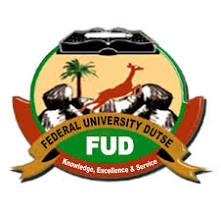 FEDERAL UNIVERSITY DUTSE
FUD
Knowledge, Excellence & Service